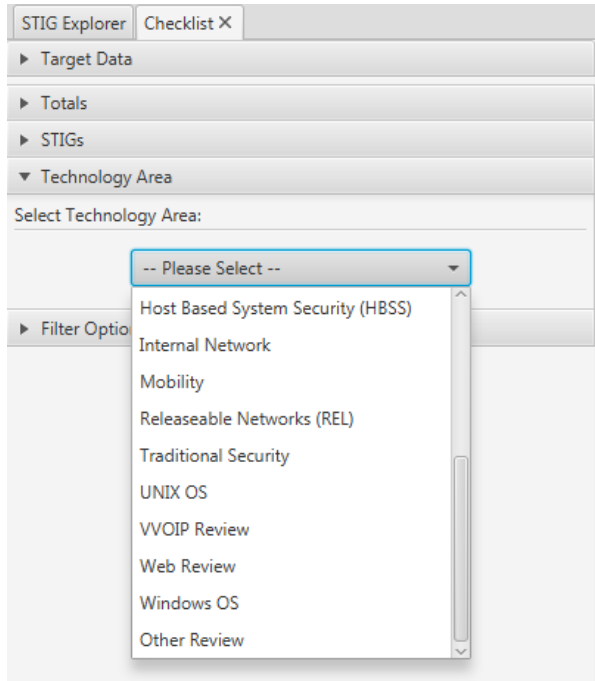 STIG Explorer Checklist ✕
Target Data
Totals
STIGs
Technology Area
Select Technology Area:
-- Please Select --
Host Based System Security (HBSS)
Filter Optio
Internal Network
Mobility
Releaseable Networks (REL)
Traditional Security
UNIX OS
VVOIP Review
Web Review
Windows OS
Other Review